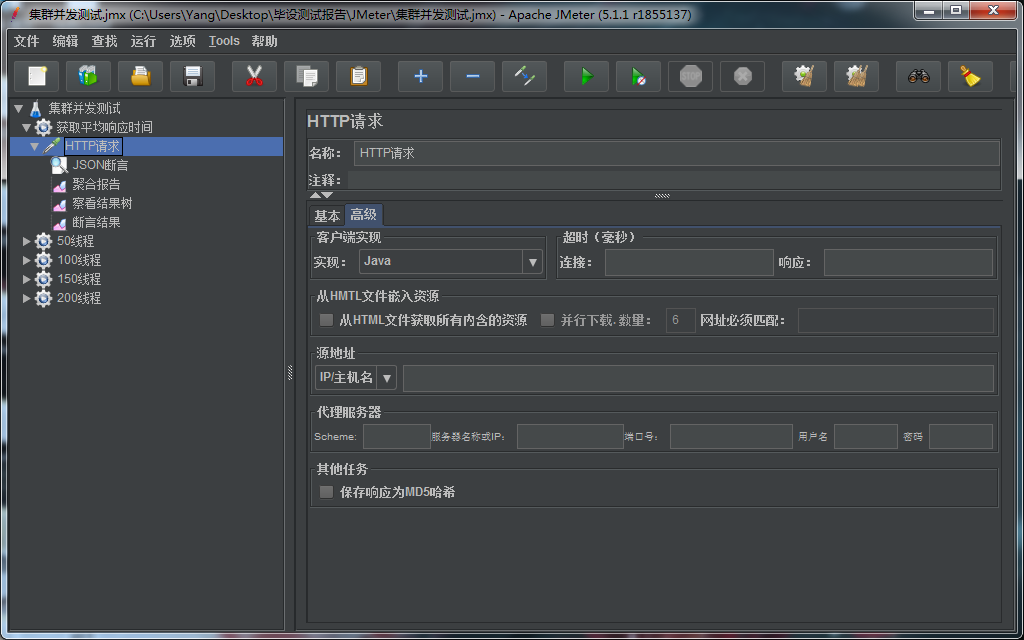 集群并发测试.jmx (C:\Users\Yang\Desktop\毕设测试报告\JMeter\集群并发测试.jmx) - Apache JMeter (5.1.1 r1855137)
文件 编辑 查找 运行 选项 Tools 帮助
STOP
集群并发测试
获取平均响应时间
HTTP请求
JSON断言
聚合报告
察看结果树
断言结果
50线程
100线程
150线程
200线程
HTTP请求
名称： HTTP请求
注释：
基本 高级
客户端实现
实现： Java
超时（毫秒）
连接： 响应：
从HMTL文件嵌入资源
从HTML文件获取所有内含的资源 并行下载.数量： 6 网址必须匹配：
源地址
IP/主机名
代理服务器
Scheme: 服务器名称或IP： 端口号： 用户名 密码
其他任务
保存响应为MD5哈希